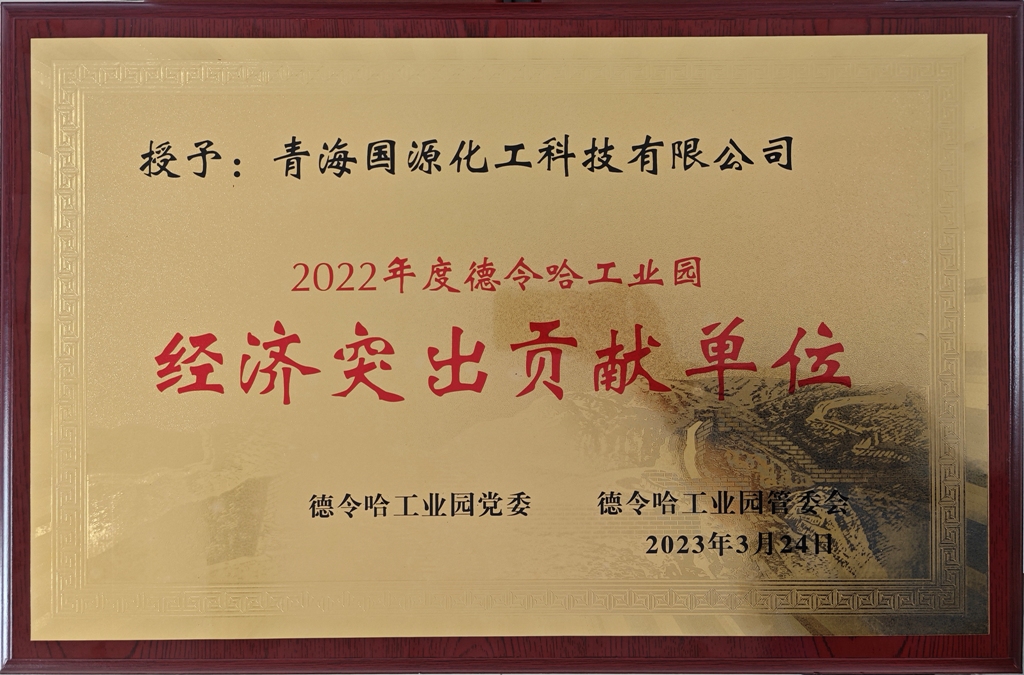 授予：青海国源化工科技有限公司
2022年度德令哈工业园
经济突出贡献单位
德令哈工业园党委 德令哈工业园管委会
2023年3月24日